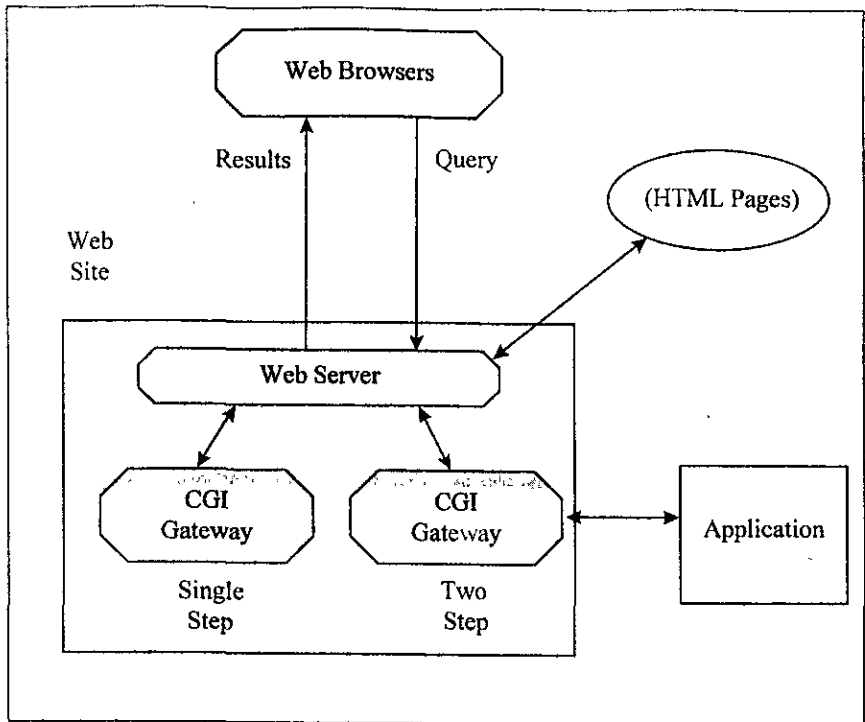 Web Browsers
Results
Query
(HTML Pages)
Web
Site
Web Server
CGI
Gateway
CGI
Gateway
Application
Single
Step
Two
Step